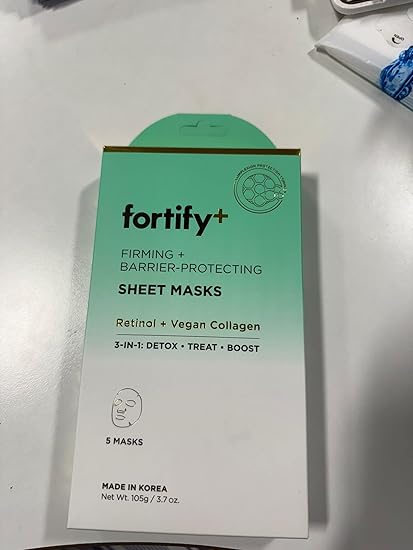 fortify+
FIRMING +
BARRIER-PROTECTING
SHEET MASKS
Retinol + Vegan Collagen
3-IN-1: DETOX • TREAT • BOOST
5 MASKS
MADE IN KOREA
Net Wt. 105g / 3.7 oz.